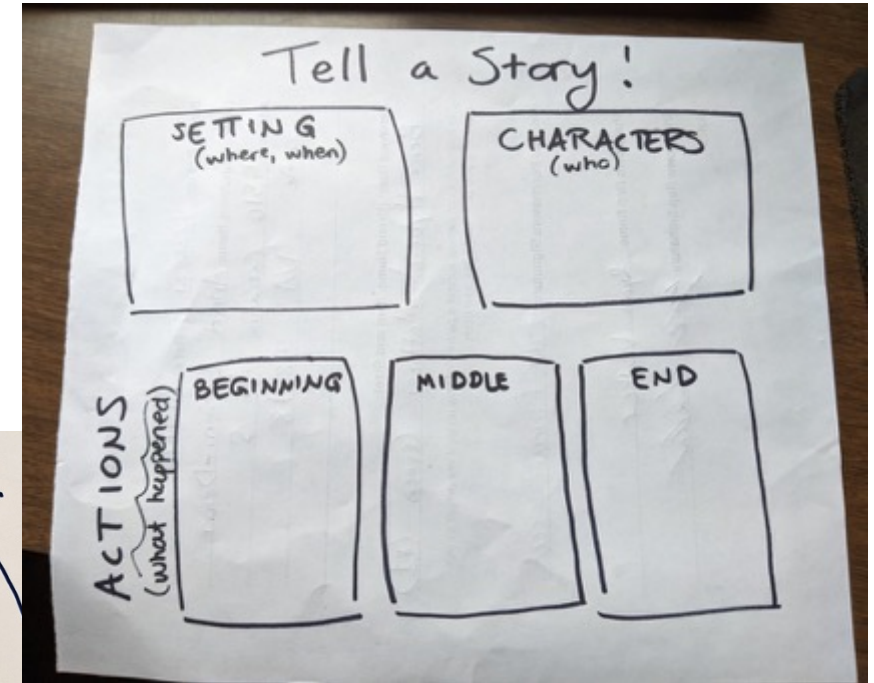 Tell a Story!
SETTING
(where, when)
CHARACTERS
(who)
ACTIONS
(what happened)
BEGINNING
MIDDLE
END